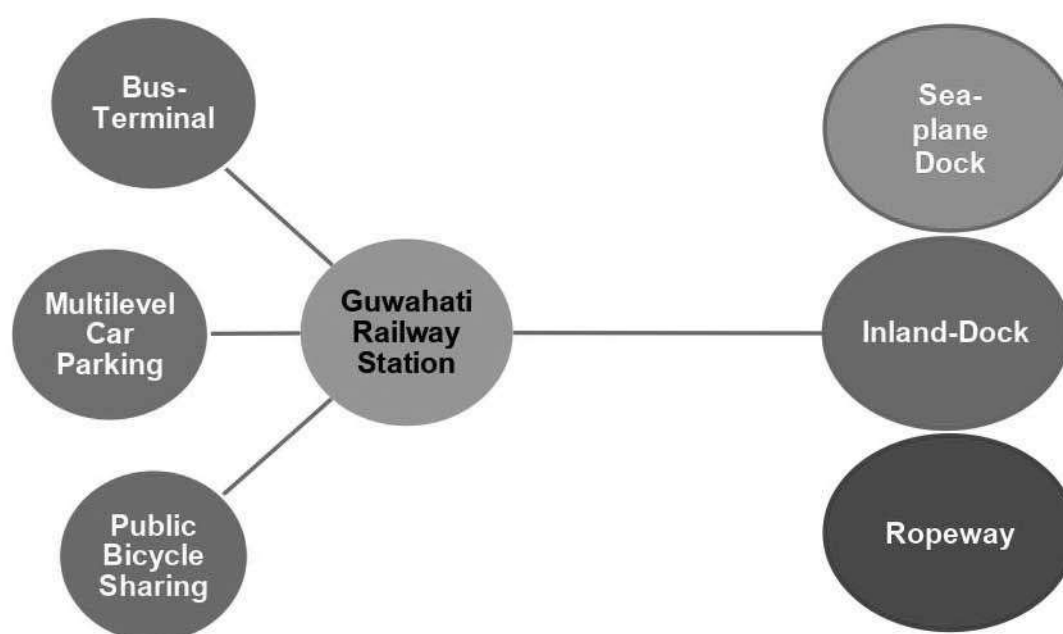 Bus-
Terminal
Multilevel
Car
Parking
Public
Bicycle
Sharing
Guwahati
Railway
Station
Sea-
plane
Dock
Inland-Dock
Ropeway